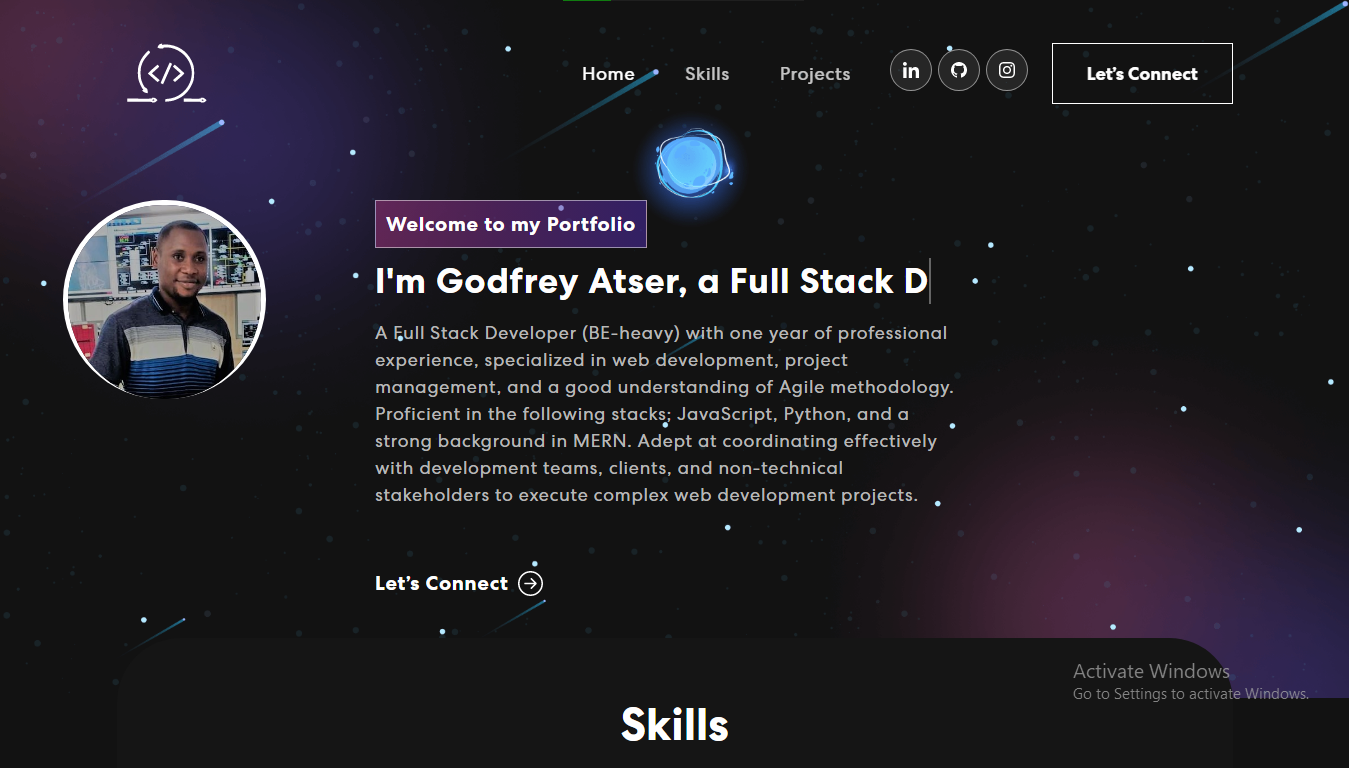 Home
Skills
Projects
in
Let's Connect
Welcome to my Portfolio
I'm Godfrey Atser, a Full Stack D
A Full Stack Developer (BE-heavy) with one year of professional
experience, specialized in web development, project
management, and a good understanding of Agile methodology.
Proficient in the following stacks; JavaScript, Python, and a
strong background in MERN. Adept at coordinating effectively
with development teams, clients, and non-technical
stakeholders to execute complex web development projects.
Let's Connect
Activate Windows
Go to Settings to activate Windows.
Skills